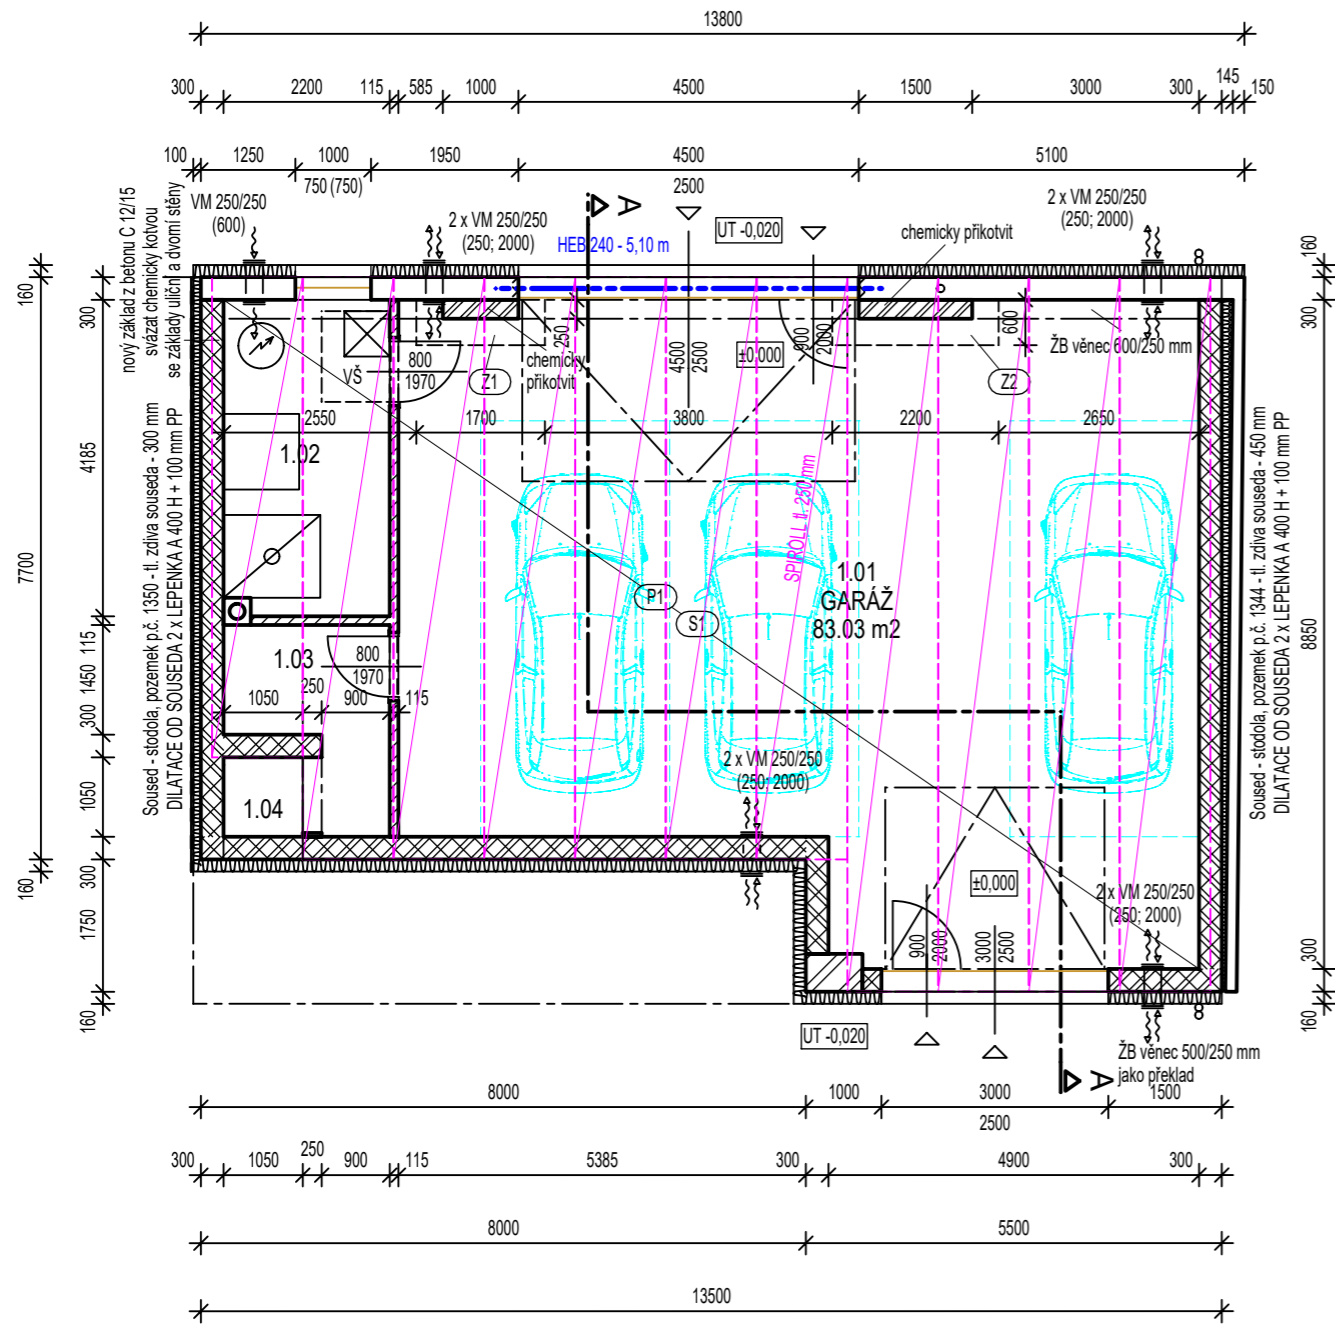 13800
300 2200 115 585 1000 4500 1500 3000 300 145 150
100 1250 1000 1950 4500 5100
750 (750) 2500
nový základ z betonu C 12/15
svázat chemicky kotvou
se základy uliční a dvorní stěny
VM 250/250
(600)
2 x VM 250/250
(250; 2000)
HEB 240 - 5,10 m
A
UT -0,020
chemicky přikotvit
2 x VM 250/250
(250; 2000)
160
300
4185
7700
115
1450
300
1050
300
1750
160
160
160
300
8850
300
160
250
4500
2500
±0,000
900
2000
600
ŽB věnec 600/250 mm
chemicky
přikotvit
VŠ
800
1970
Z1
Z2
2550 1700 3800 2200 2650
1.02
SPIROLL tl. 250 mm
1.01
GARÁŽ
83.03 m2
P1
S1
Soused - stodola, pozemek p.č. 1350 - tl. zdiva souseda - 300 mm
DILATACE OD SOUSEDA 2 x LEPENKA A 400 H + 100 mm PP
Soused - stodola, pozemek p.č. 1344 - tl. zdiva souseda - 450 mm
DILATACE OD SOUSEDA 2 x LEPENKA A 400 H + 100 mm PP
1.03
800
1970
1050 250 900 115
1.04
2 x VM 250/250
(250; 2000)
±0,000
2 x VM 250/250
(250; 2000)
900
2000
3000
2500
UT -0,020
ŽB věnec 500/250 mm
jako překlad
A
8000 1000 3000 1500
2500
300 1050 250 900 115 5385 300 4900 300
8000 5500
13500